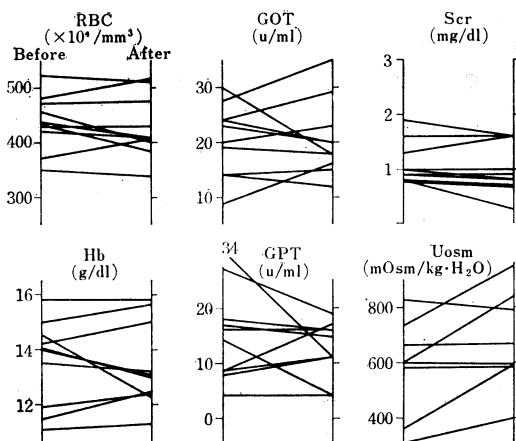 RBC
(×10⁴/mm³)
Before
After
500
400
300
GOT
(u/ml)
30
20
10
Scr
(mg/dl)
3
2
1
Hb
(g/dl)
16
14
12
34
GPT
(u/ml)
20
10
0
Uosm
(mOsm/kg·H₂O)
800
600
400